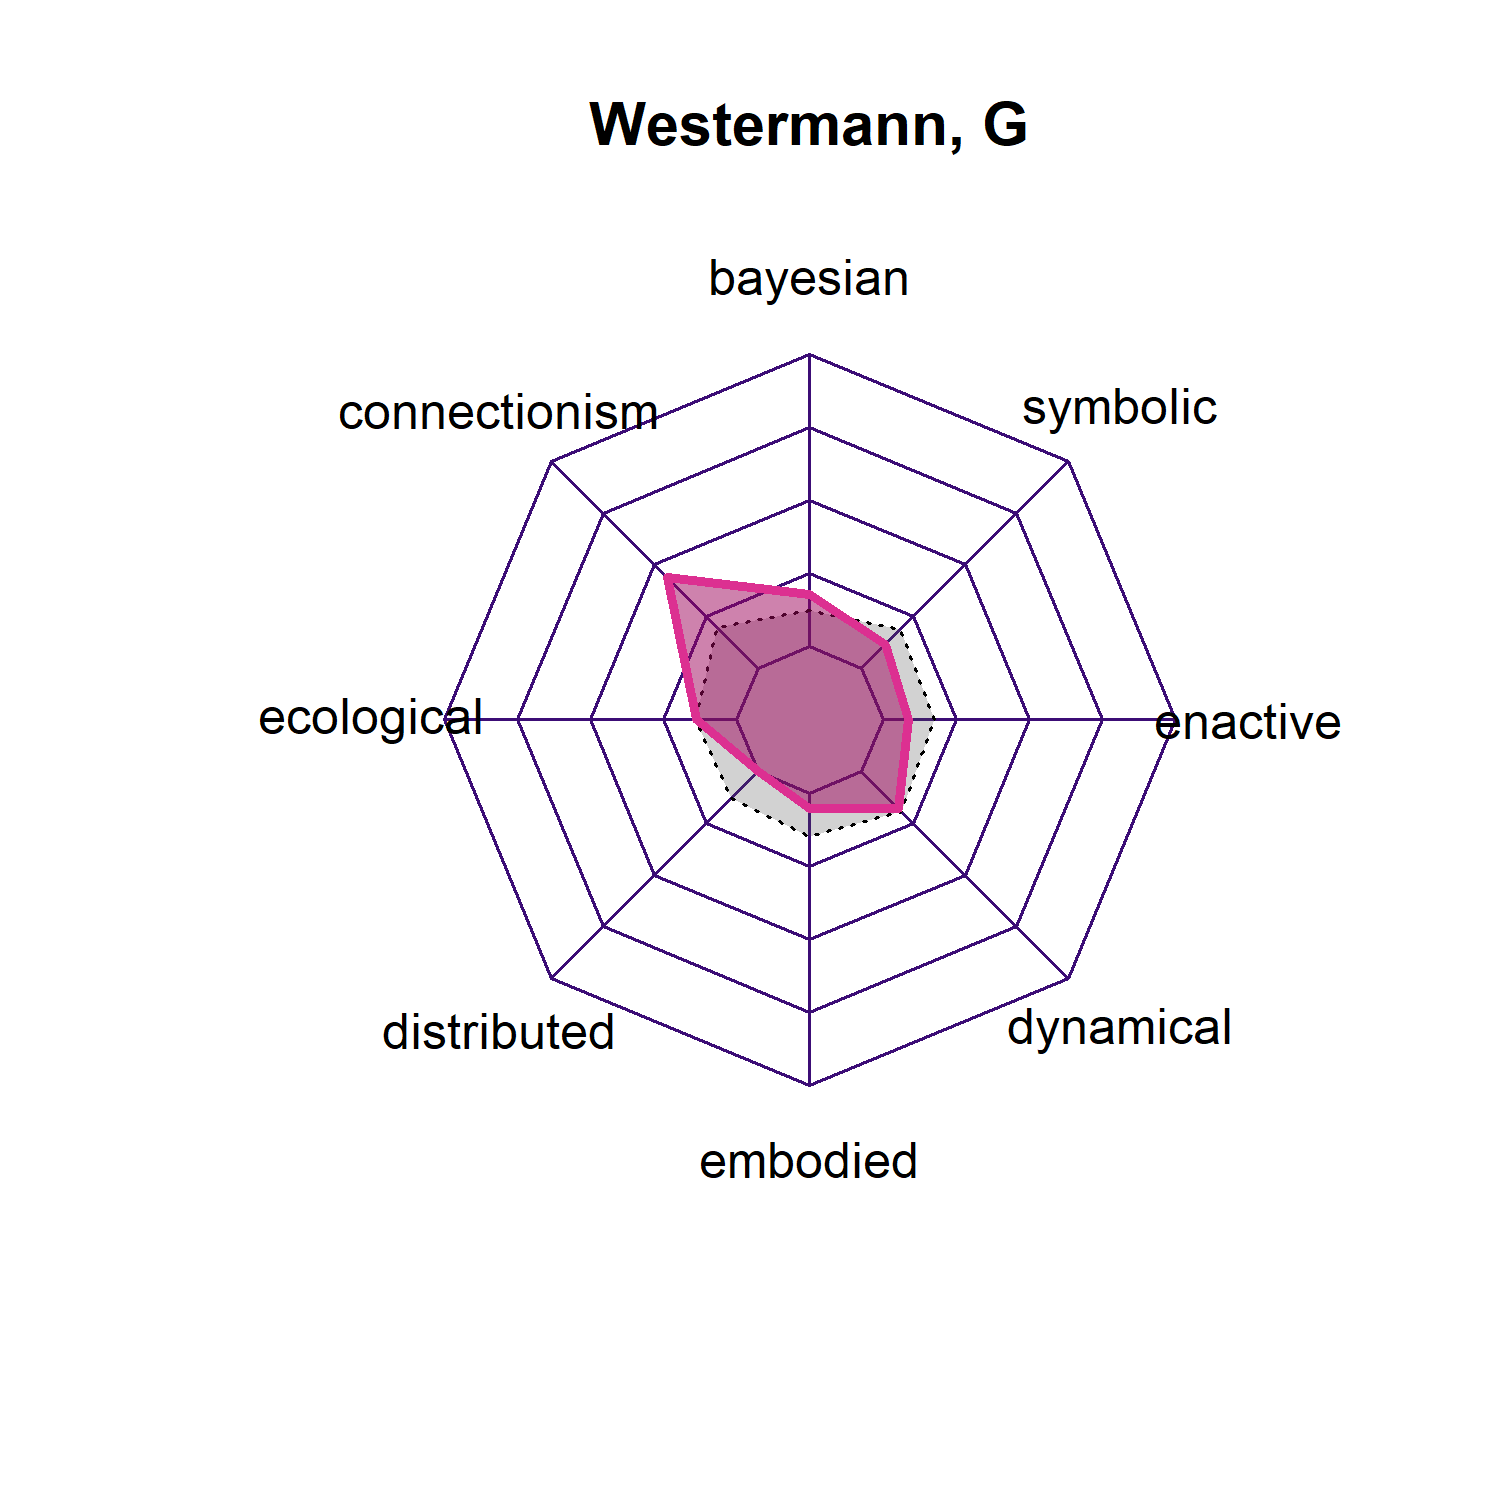 Westermann, G
bayesian
connectionism
symbolic
ecological
enactive
distributed
dynamical
embodied